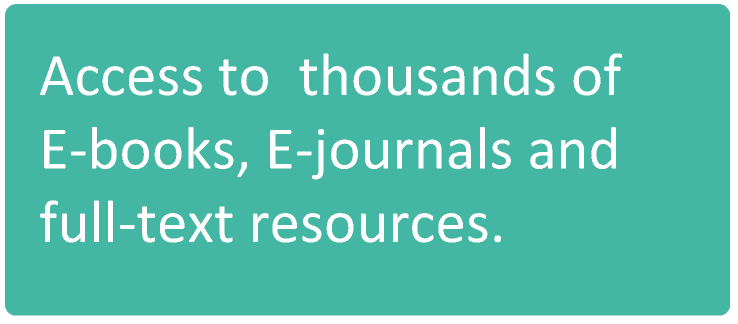 Access to  thousands of
E-books, E-journals and
full-text resources.